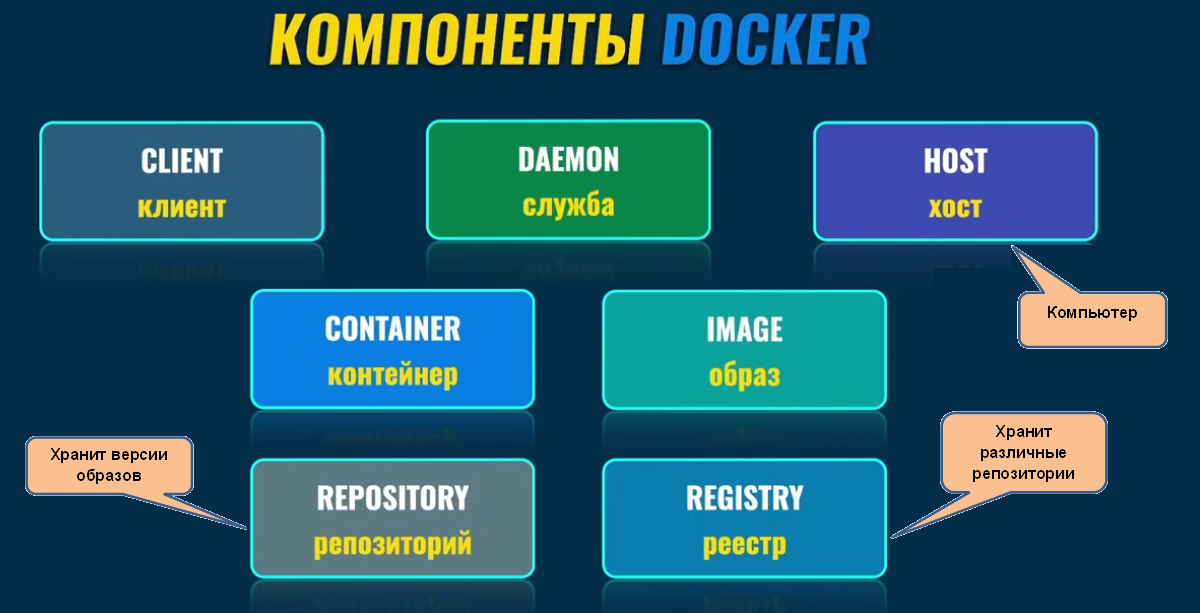 КОМПОНЕНТЫ DOCKER
CLIENT
клиент
DAEMON
служба
HOST
хост
Компьютер
CONTAINER
контейнер
IMAGE
образ
Хранит версии
образов
REPOSITORY
репозиторий
REGISTRY
реестр
Хранит
различные
репозитории